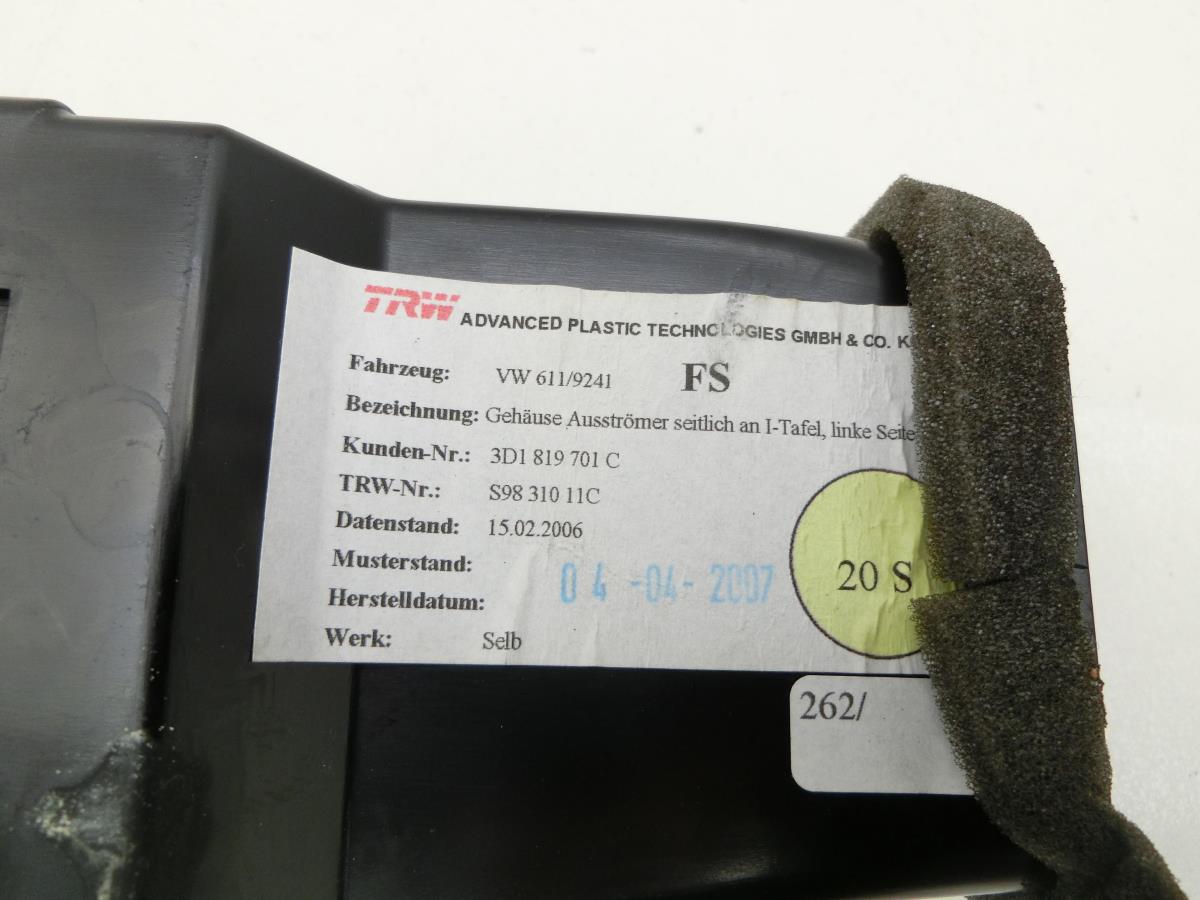 TRW ADVANCED PLASTIC TECHNOLOGIES GMBH & CO.
Fahrzeug: VW 611/9241 FS
Bezeichnung: Gehäuse Ausströmer seitlich an I-Tafel, linke Seite
Kunden-Nr.: 3D1 819 701 C
TRW-Nr.: S98 310 11C
Datenstand: 15.02.2006
Musterstand:
Herstelldatum: 04-04-2007
Werk: Selb
20 S
262/